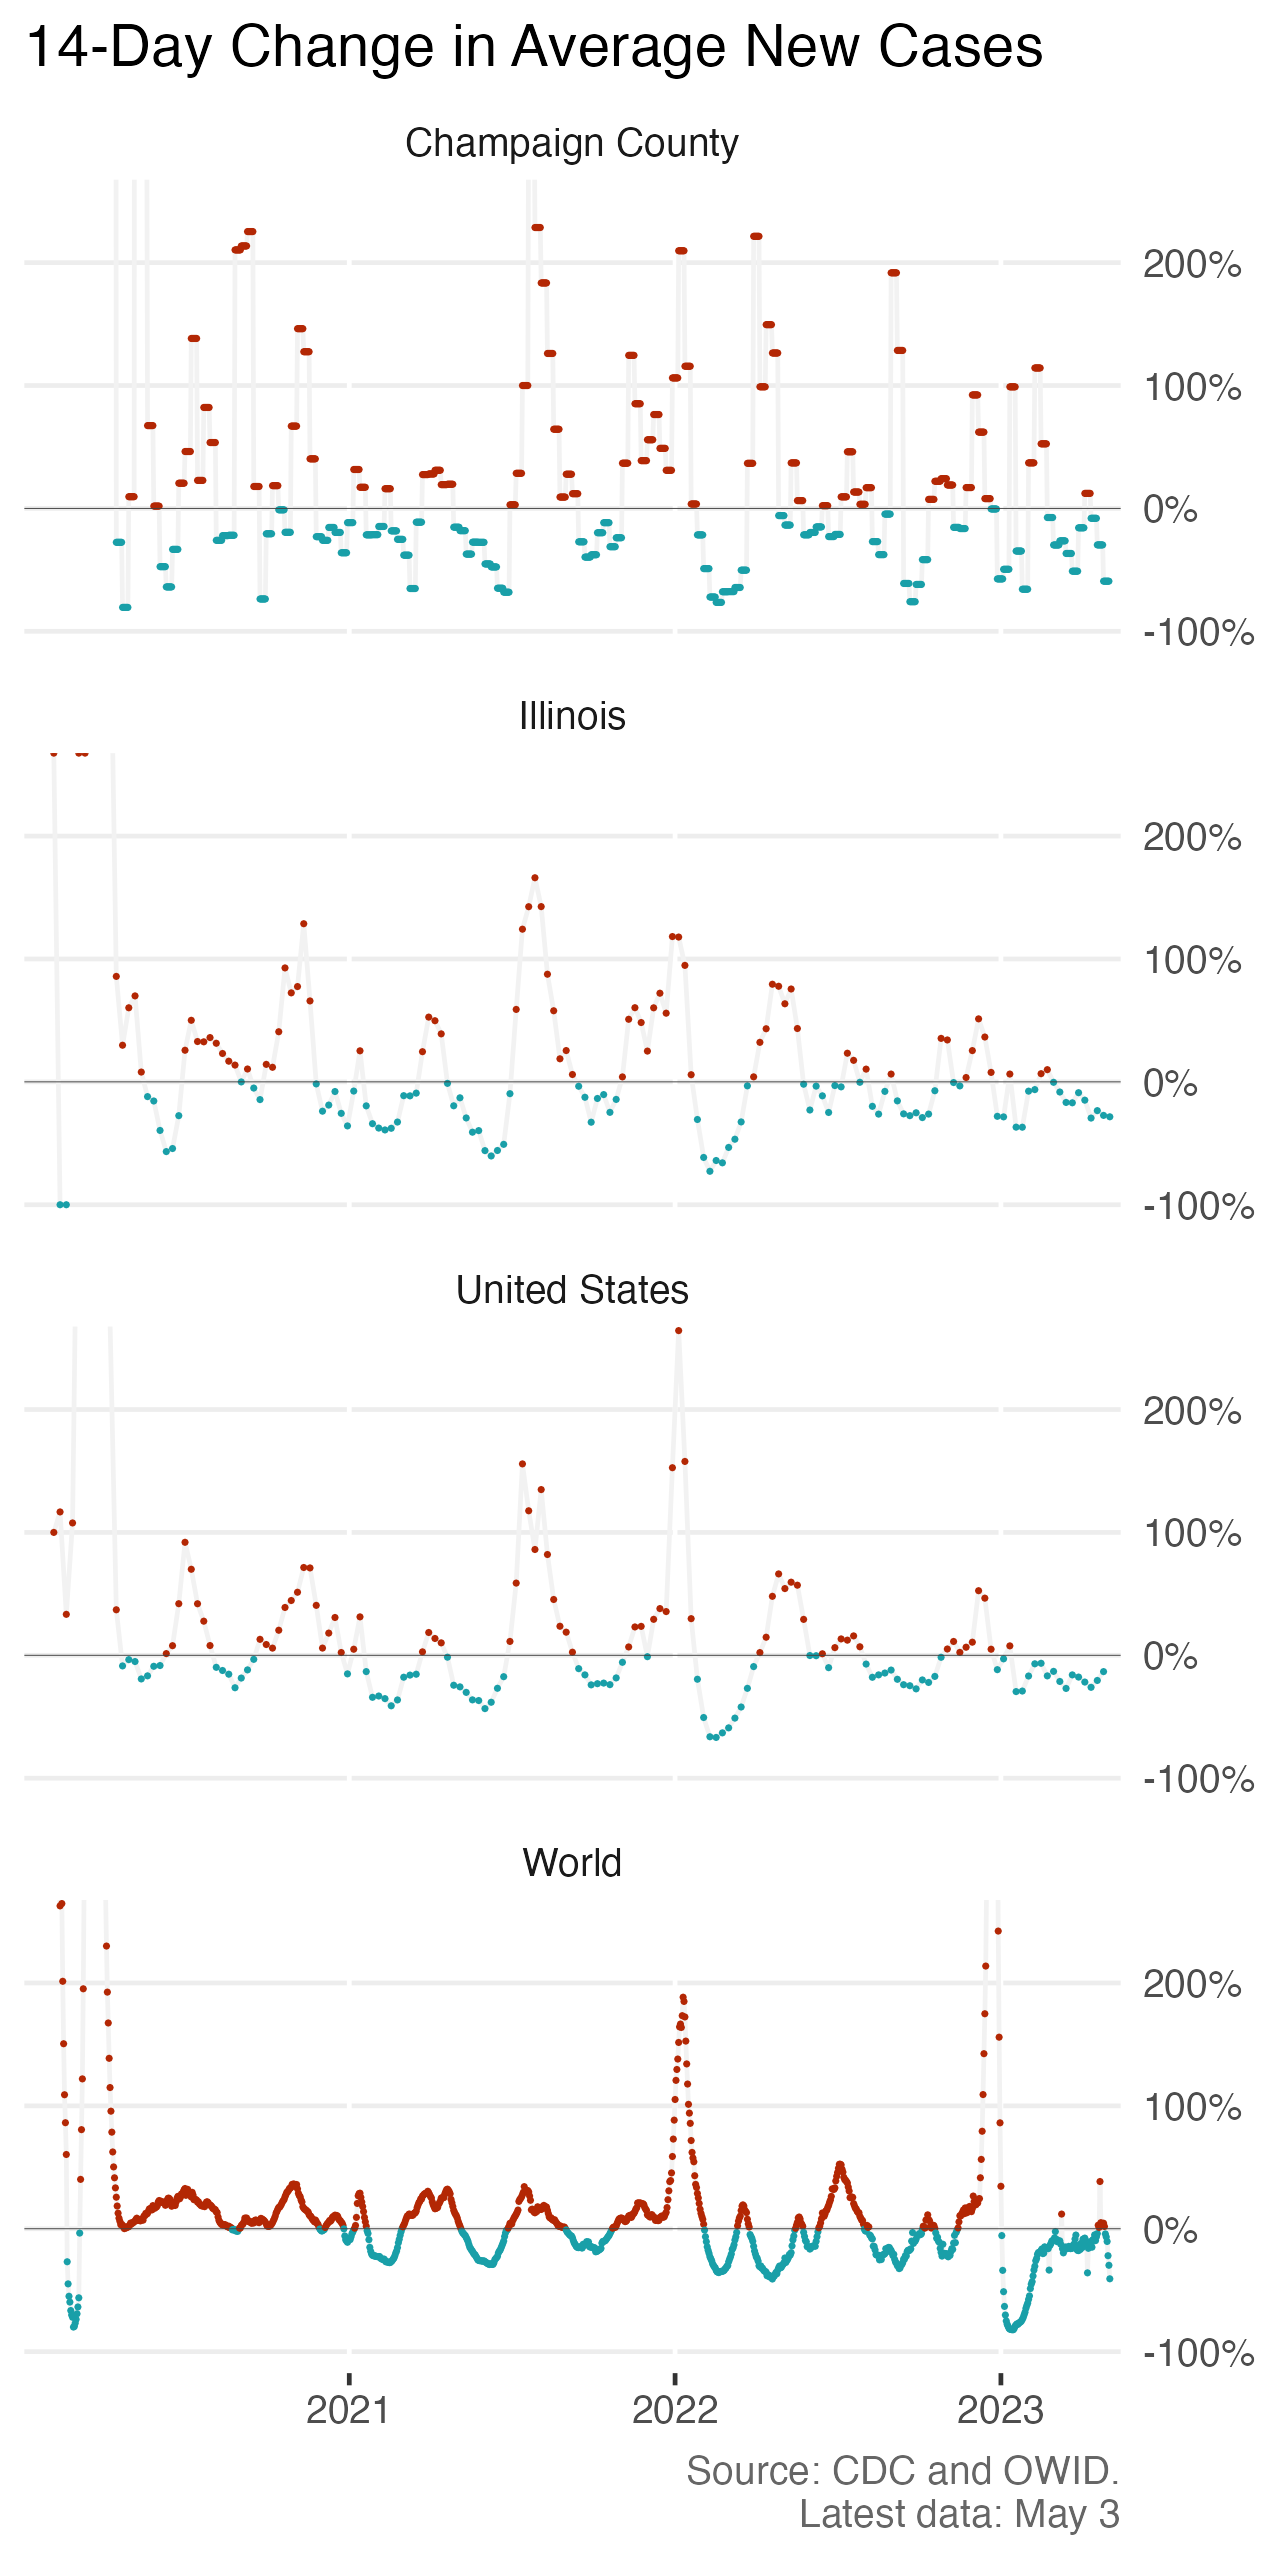 14-Day Change in Average New Cases
Champaign County
200%
100%
0%
-100%
Illinois
200%
100%
0%
-100%
United States
200%
100%
0%
-100%
World
200%
100%
0%
-100%
2021 2022 2023
Source: CDC and OWID.
Latest data: May 3